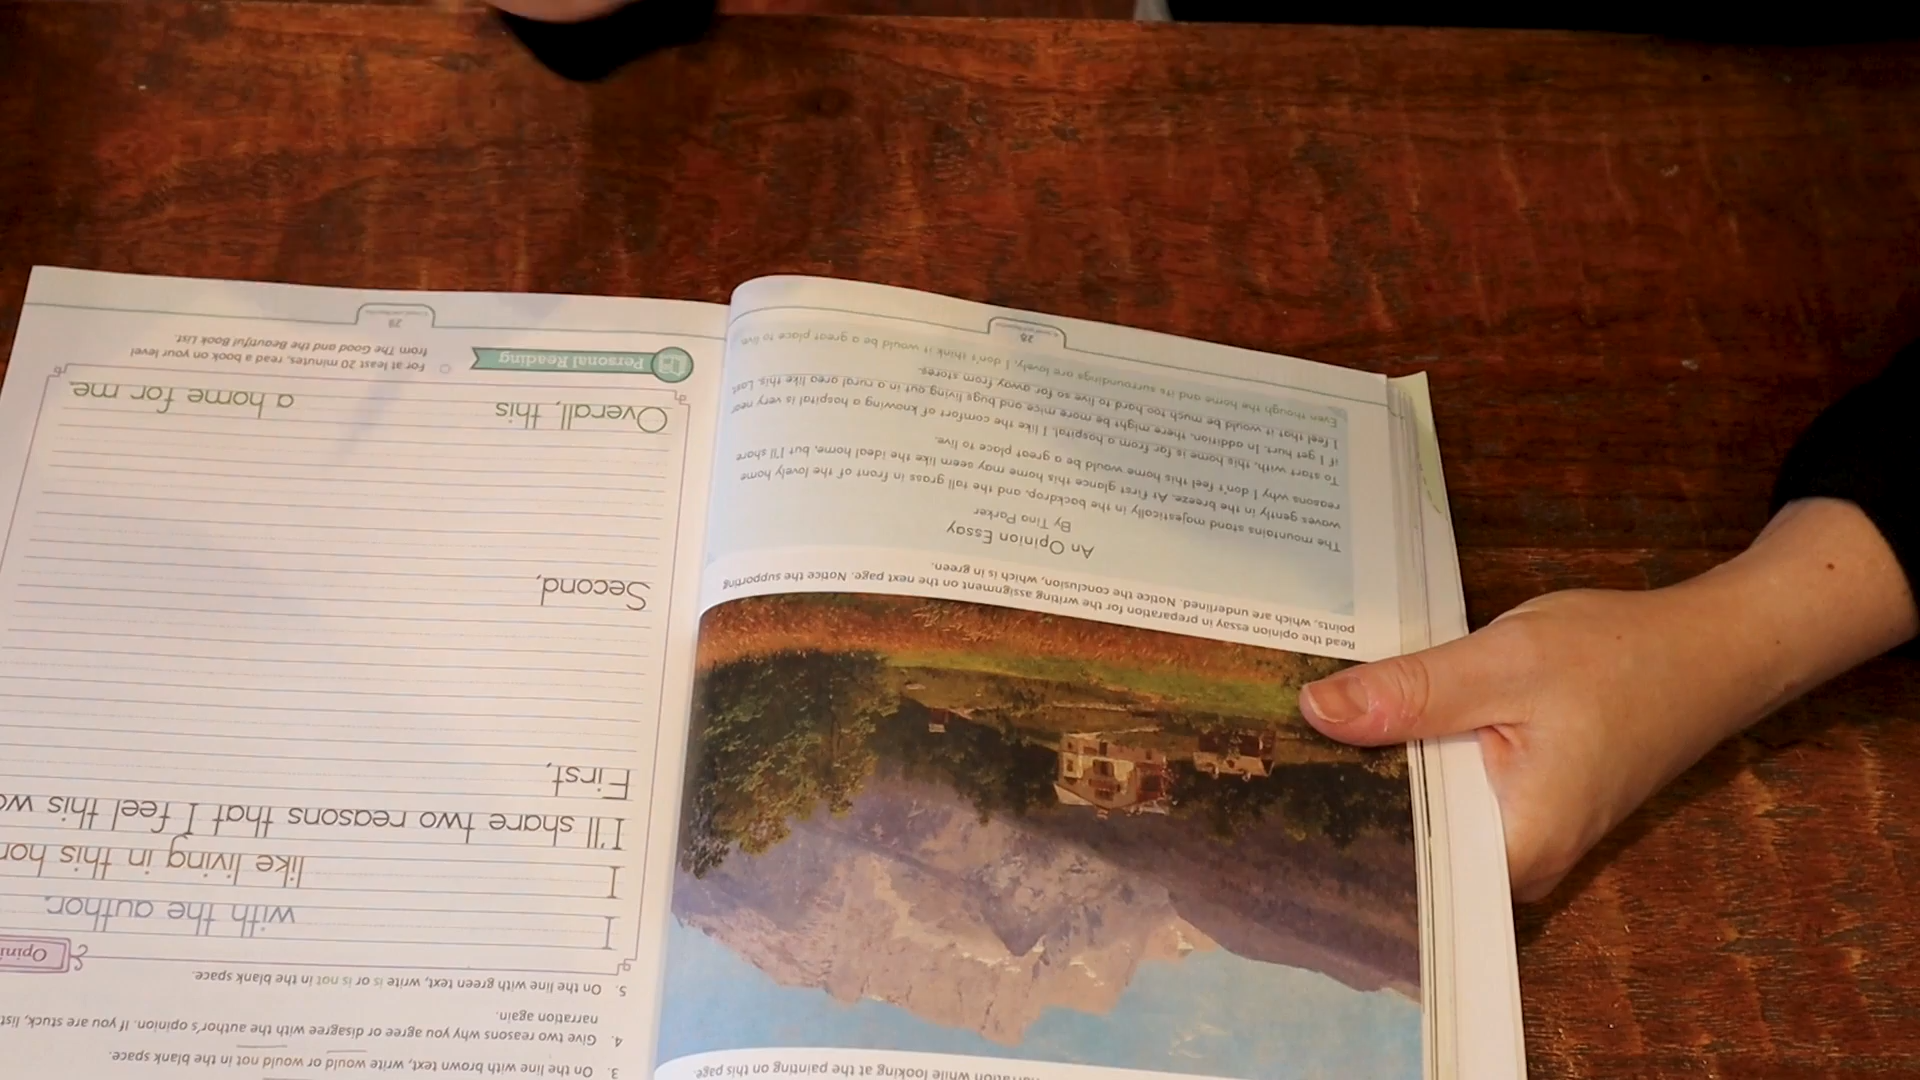 while looking at the painting on this page.
Read the opinion essay in preparation for the writing assignment on the next page. Notice the supporting
points, which are underlined. Notice the conclusion, which is in green.
An Opinion Essay
By Tina Parker
The mountains stand majestically in the backdrop, and the tall grass in front of the lovely home
waves gently in the breeze. At first glance this home may seem like the ideal home, but I'll share
reasons why I don't feel this home would be a great place to live.
To start with, this home is far from a hospital. I like the comfort of knowing a hospital is very near
if I get hurt. In addition, there might be more mice and bugs living out in a rural area like this. Last,
I feel that it would be much too hard to live so far away from stores.
Even though the home and its surroundings are lovely, I don't think it would be a great place to live.
28
3. On the line with brown text, write would or would not in the blank space.
4. Give two reasons why you agree or disagree with the author's opinion. If you are stuck,
narration again.
5. On the line with green text, write is or is not in the blank space.
I with the author.
I like living in this
I'll share two reasons that I feel this
First,
Second,
Overall, this a home for me.
Personal Reading
For at least 20 minutes, read a book on your level
from The Good and the Beautiful Book List.
29